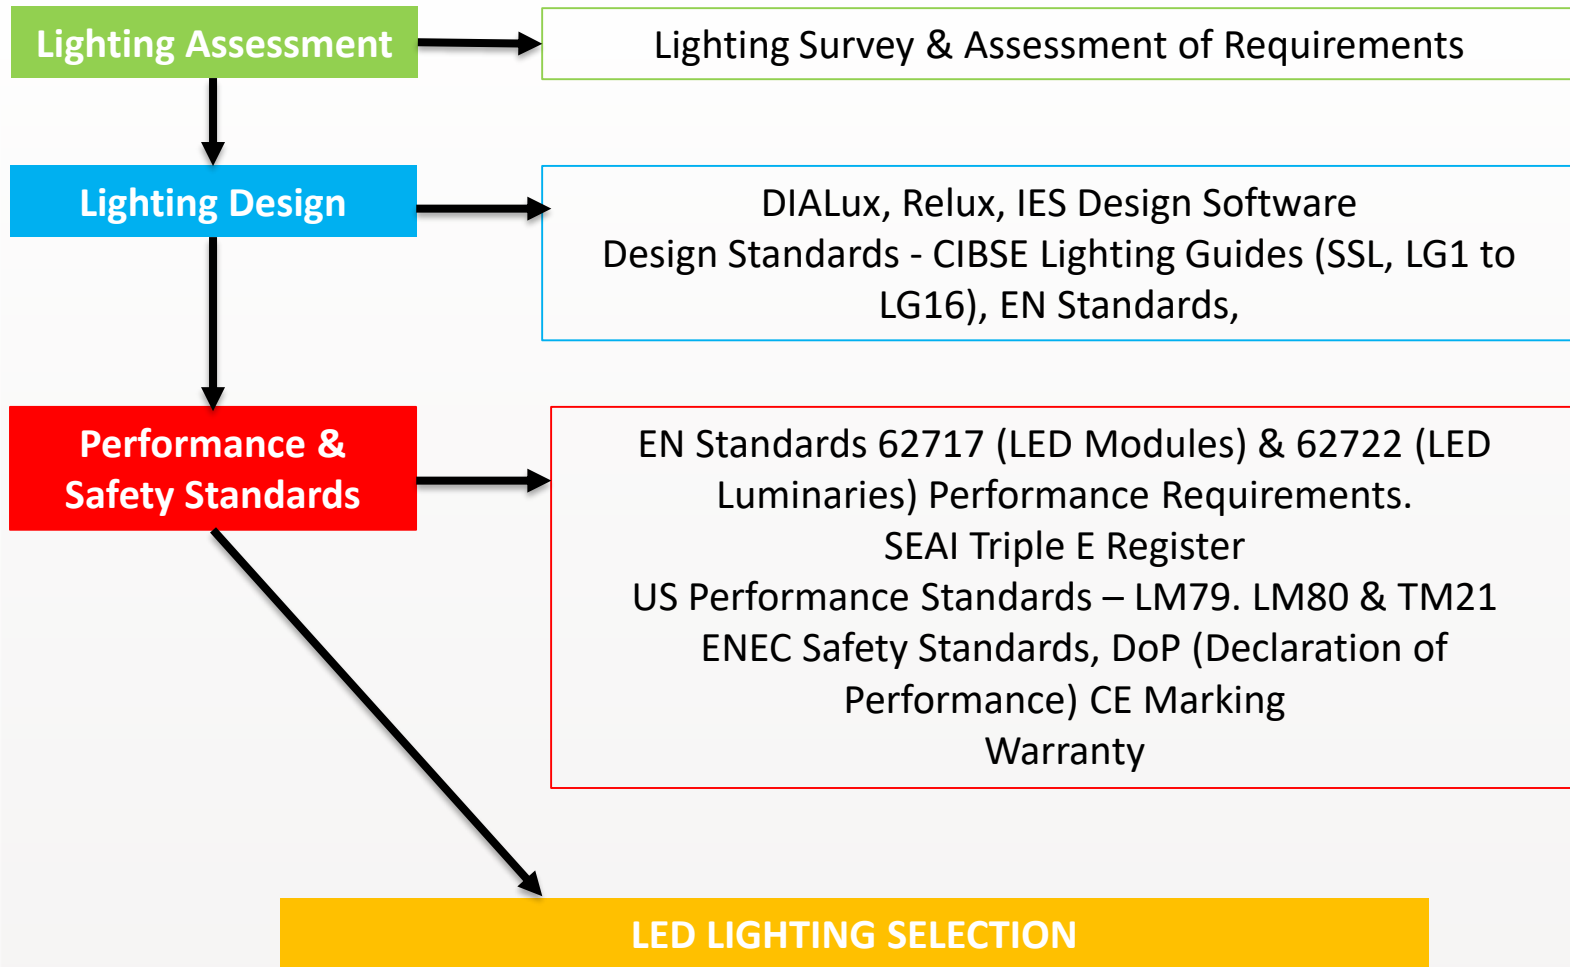 Lighting Assessment
Lighting Survey & Assessment of Requirements
Lighting Design
DIALux, Relux, IES Design Software
Design Standards - CIBSE Lighting Guides (SSL, LG1 to
LG16), EN Standards,
Performance &
Safety Standards
EN Standards 62717 (LED Modules) & 62722 (LED
Luminaries) Performance Requirements.
SEAI Triple E Register
US Performance Standards – LM79. LM80 & TM21
ENEC Safety Standards, DoP (Declaration of
Performance) CE Marking
Warranty
LED LIGHTING SELECTION